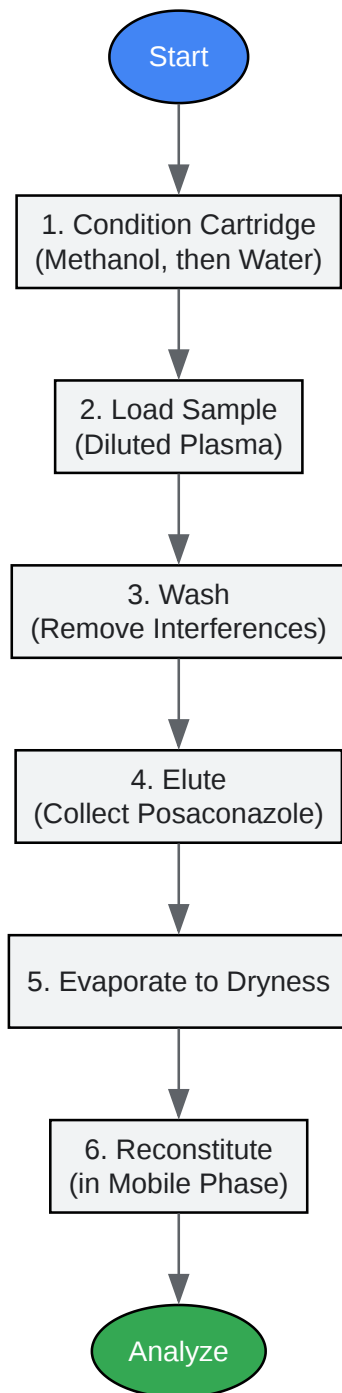 Start
1. Condition Cartridge
(Methanol, then Water)
2. Load Sample
(Diluted Plasma)
3. Wash
(Remove Interferences)
4. Elute
(Collect Posaconazole)
5. Evaporate to Dryness
6. Reconstitute
(in Mobile Phase)
Analyze